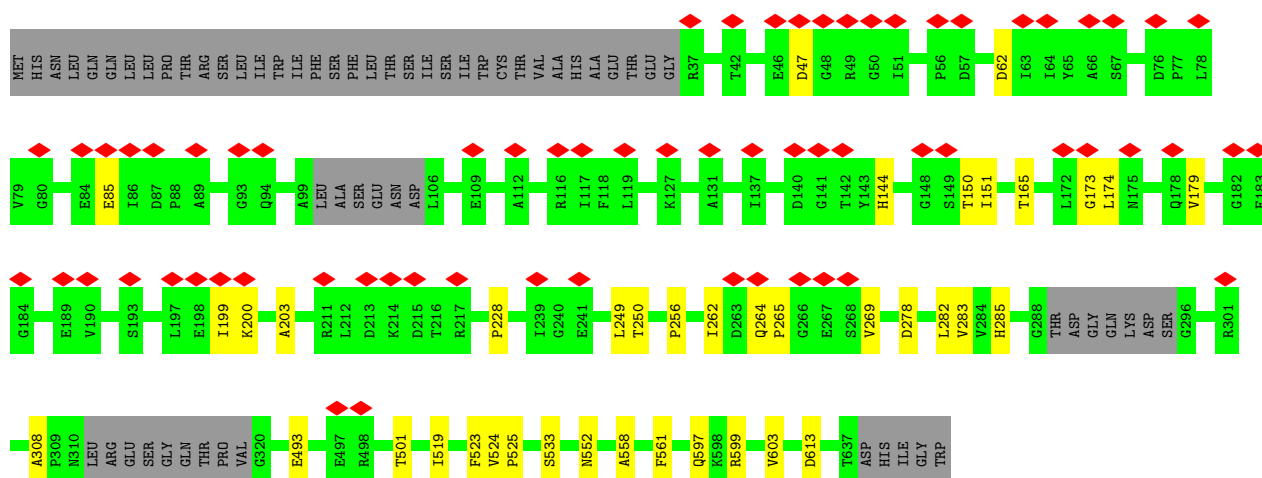 MET HIS ASN LEU GLN GLN LEU LEU PRO THR ARG SER LEU ILE TRP ILE PHE SER PHE LEU THR SER ILE SER ILE TRP CYS THR VAL ALA HIS ALA GLU THR GLU GLY R37 T42 E46 D47 G48 R49 G50 I51 P56 D57 D62 I63 I64 Y65 A66 S67 D76 P77 L78
V79 G80 E84 E85 I86 D87 P88 A89 G93 Q94 A99 LEU ALA SER GLU ASN ASP L106 E109 A112 R116 I117 F118 L119 K127 A131 I137 D140 G141 T142 Y143 H144 G148 S149 T150 I151 T165 L172 G173 L174 N175 Q178 V179 G182 E183
G184 E189 V190 S193 L197 E198 I199 K200 A203 R211 L212 D213 K214 D215 T216 R217 P228 I239 G240 E241 L249 T250 P256 I262 D263 Q264 P265 G266 E267 S268 V269 D278 L282 V283 V284 H285 G288 THR ASP GLY GLN LYS ASP SER G296 R301
A308 P309 N310 LEU ARG GLU SER GLY GLN THR PRO VAL G320 E493 E497 R498 T501 I519 F523 V524 P525 S533 N552 A558 F561 Q597 K598 R599 V603 D613 T637 ASP HIS ILE GLY TRP